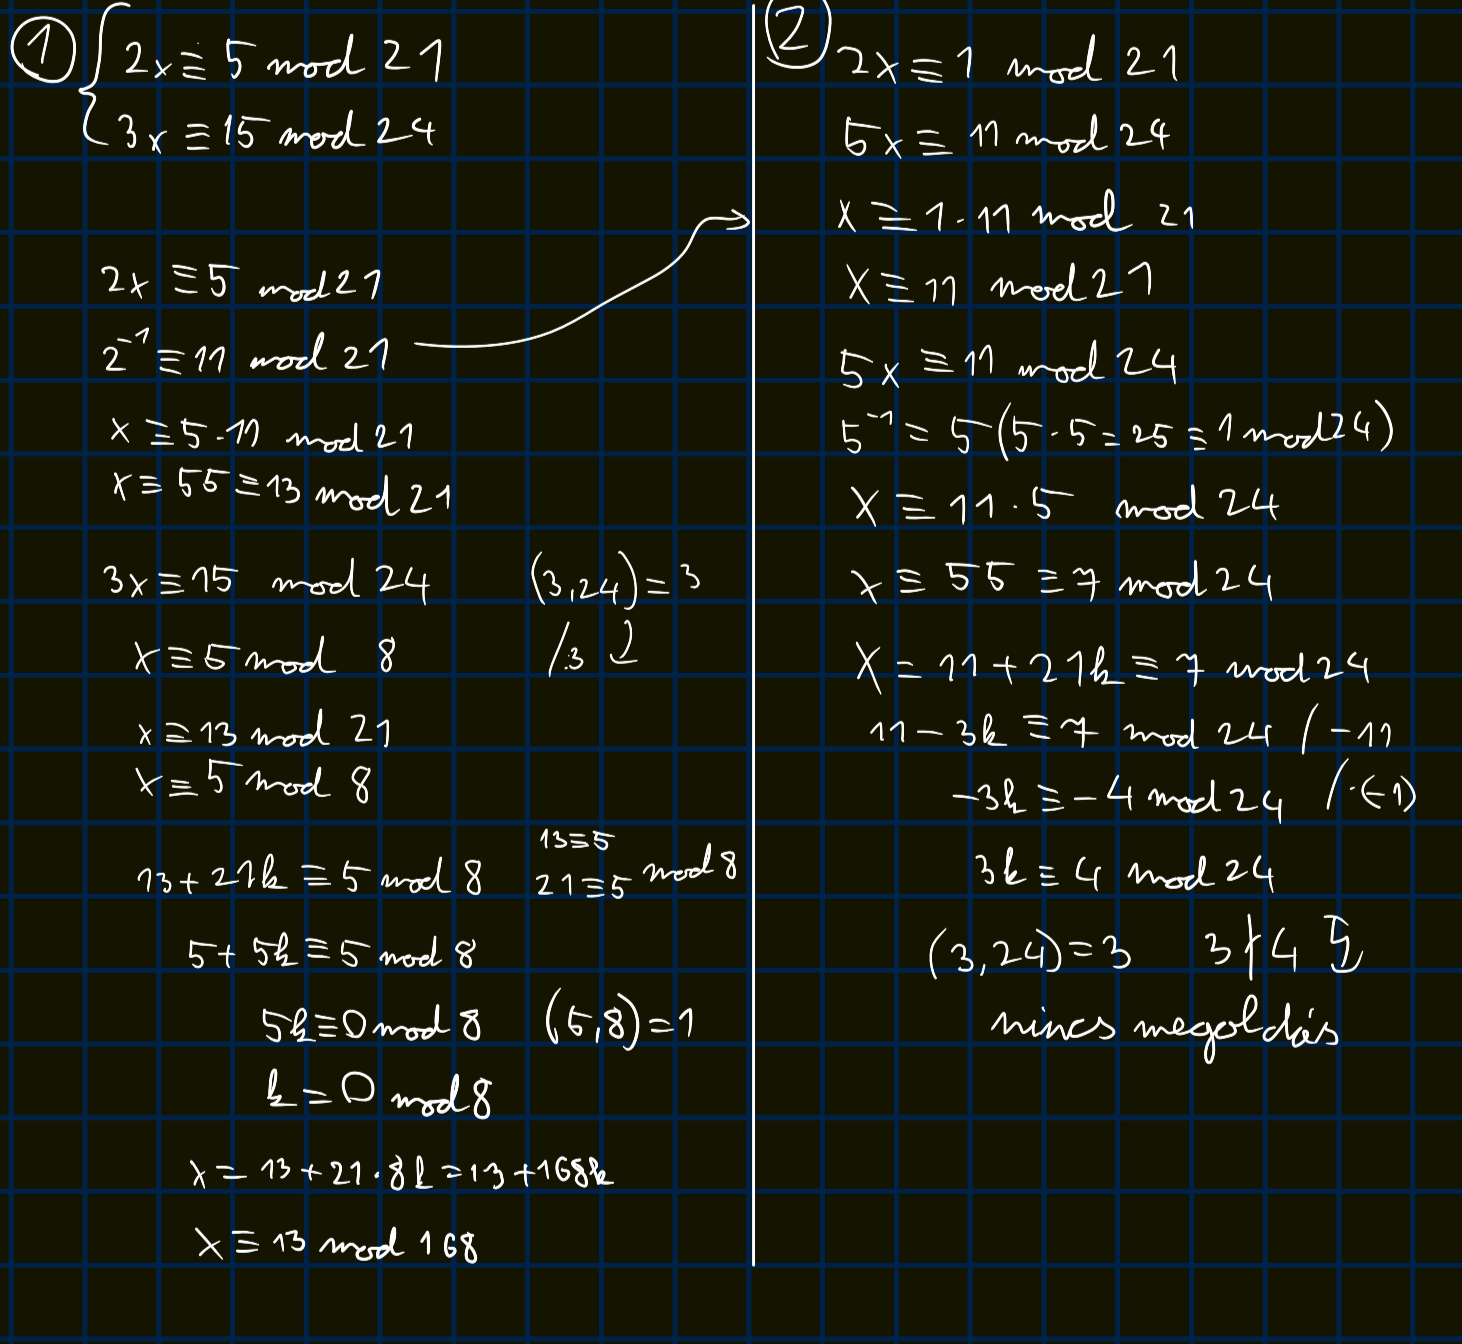 ① { 2x ≡ 5 mod 21
3x ≡ 15 mod 24
2x ≡ 5 mod 21
2⁻¹ ≡ 11 mod 21
x ≡ 5·11 mod 21
x ≡ 55 ≡ 13 mod 21
3x ≡ 15 mod 24 (3,24) = 3
x ≡ 5 mod 8 /:3
x ≡ 13 mod 21
x ≡ 5 mod 8
13 ≡ 5
13 + 21k ≡ 5 mod 8 21 ≡ 5 mod 8
5 + 5k ≡ 5 mod 8
5k ≡ 0 mod 8 (5,8) = 1
k = 0 mod 8
x = 13 + 21·8k = 13 + 168k
x ≡ 13 mod 168
② 2x ≡ 1 mod 21
5x ≡ 11 mod 24
x ≡ 1·11 mod 21
x ≡ 11 mod 21
5x ≡ 11 mod 24
5⁻¹ = 5 (5·5 = 25 ≡ 1 mod 24)
x ≡ 11·5 mod 24
x ≡ 55 ≡ 7 mod 24
x = 11 + 21k ≡ 7 mod 24
11 − 3k ≡ 7 mod 24 / −11
−3k ≡ −4 mod 24 /·(−1)
3k ≡ 4 mod 24
(3,24) = 3 3∤4 ↯
nincs megoldás